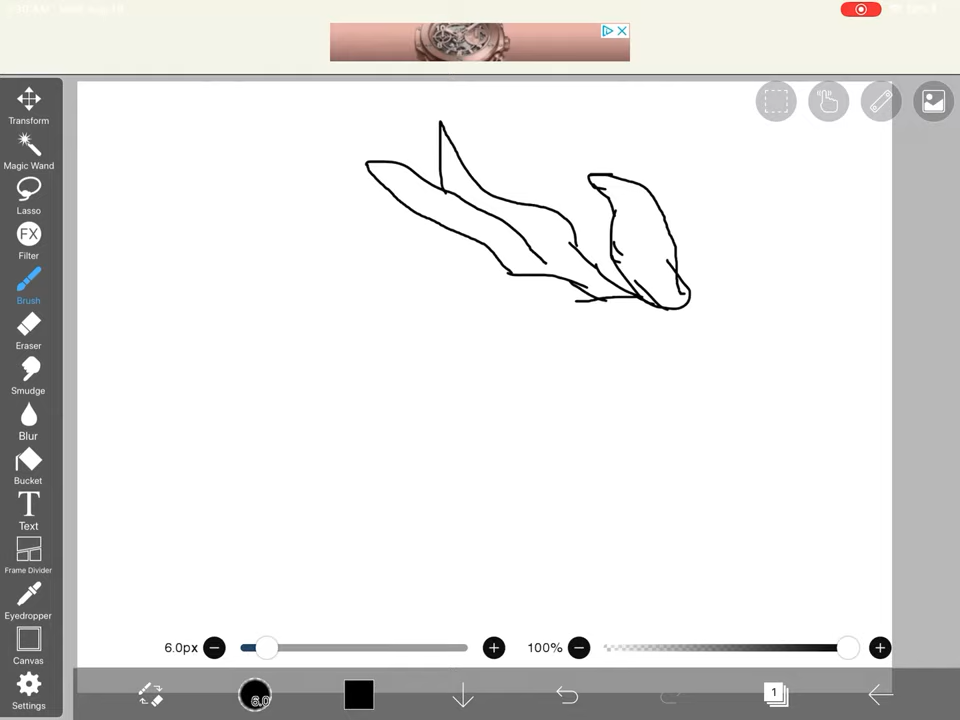 Transform
Magic Wand
Lasso
FX
Filter
Brush
Eraser
Smudge
Blur
Bucket
T
Text
Frame Divider
Eyedropper
Canvas
Settings
6.0px
100%
6.0
1